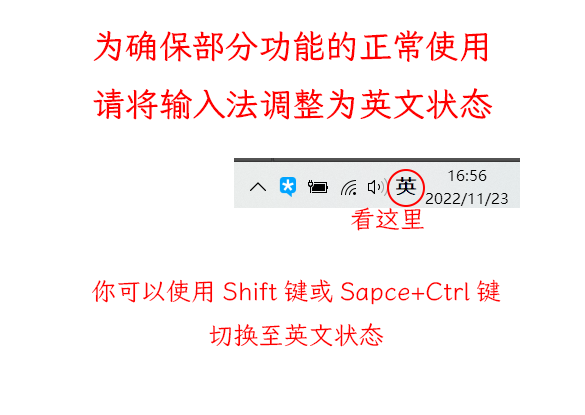 为确保部分功能的正常使用
请将输入法调整为英文状态
英
16:56
2022/11/23
看这里
你可以使用 Shift 键或 Sapce+Ctrl 键
切换至英文状态